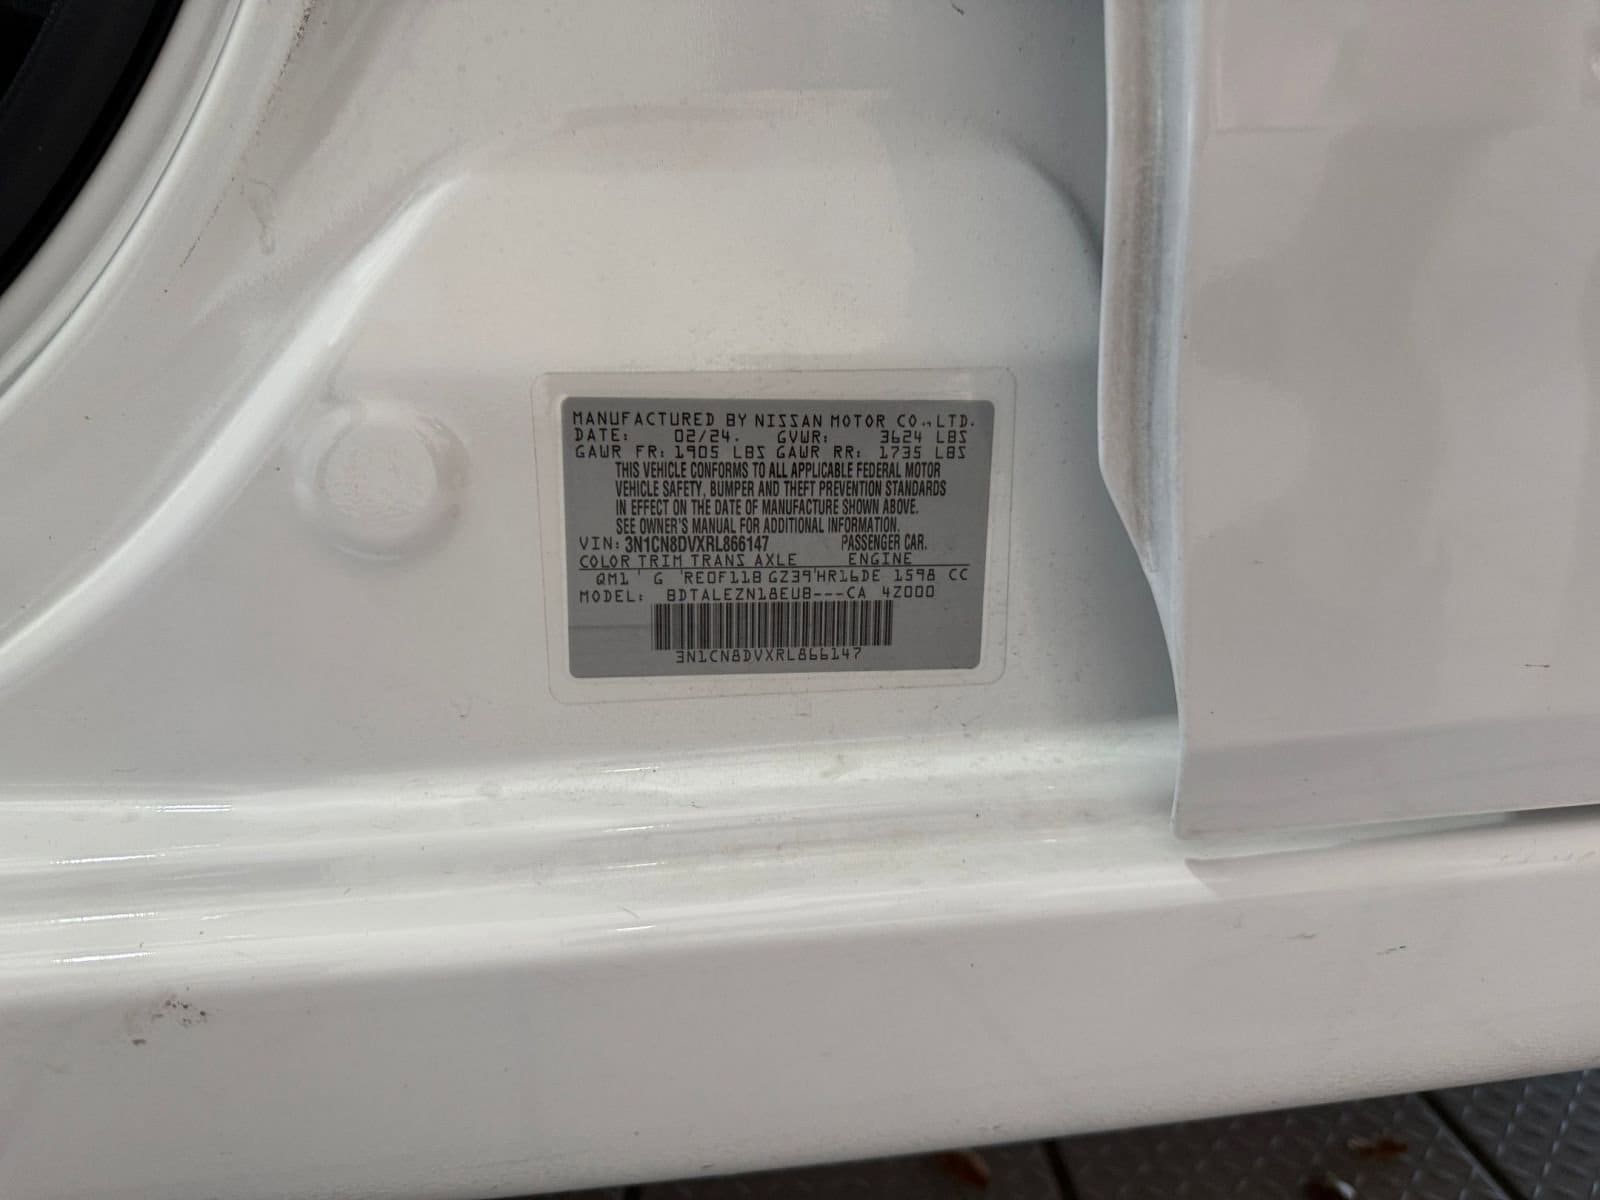 MANUFACTURED BY NISSAN MOTOR CO.,LTD.
DATE: 02/24. GVWR: 3624 LBS
GAWR FR: 1905 LBS GAWR RR: 1735 LBS
THIS VEHICLE CONFORMS TO ALL APPLICABLE FEDERAL MOTOR
VEHICLE SAFETY, BUMPER AND THEFT PREVENTION STANDARDS
IN EFFECT ON THE DATE OF MANUFACTURE SHOWN ABOVE.
SEE OWNER'S MANUAL FOR ADDITIONAL INFORMATION.
VIN: 3N1CN8DVXRL866147 PASSENGER CAR.
COLOR TRIM TRANS AXLE ENGINE
QM1 ' G 'RE0F11B GZ39'HR16DE 1598 CC
MODEL: BDTALEZN18EUB---CA 4Z000
3N1CN8DVXRL866147